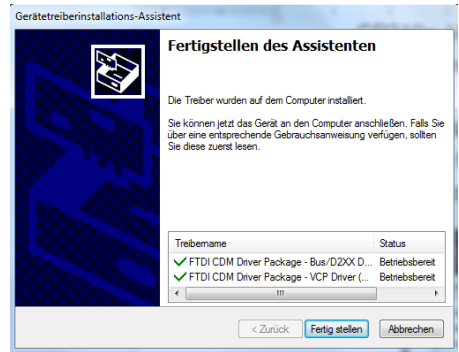 Gerätetreiberinstallations-Assistent
Fertigstellen des Assistenten
Die Treiber wurden auf dem Computer installiert.
Sie können jetzt das Gerät an den Computer anschließen. Falls Sie
über eine entsprechende Gebrauchsanweisung verfügen, sollten
Sie diese zuerst lesen.
Treibername Status
FTDI CDM Driver Package - Bus/D2XX D... Betriebsbereit
FTDI CDM Driver Package - VCP Driver (... Betriebsbereit
< Zurück Fertig stellen Abbrechen